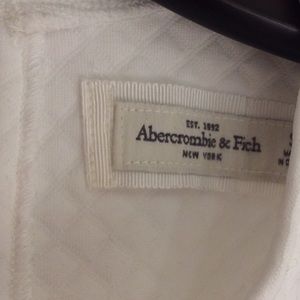 EST. 1892
Abercrombie & Fitch
NEW YORK
S